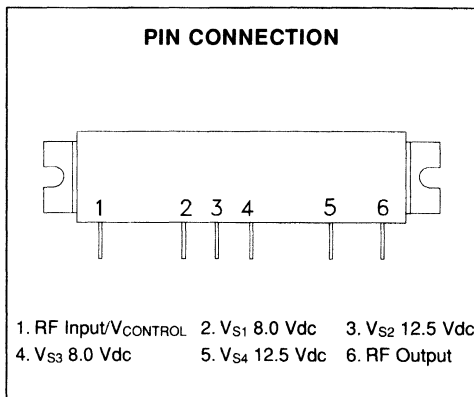 PIN CONNECTION
1 2 3 4 5 6
1. RF Input/VCONTROL 2. VS1 8.0 Vdc 3. VS2 12.5 Vdc
4. VS3 8.0 Vdc 5. VS4 12.5 Vdc 6. RF Output